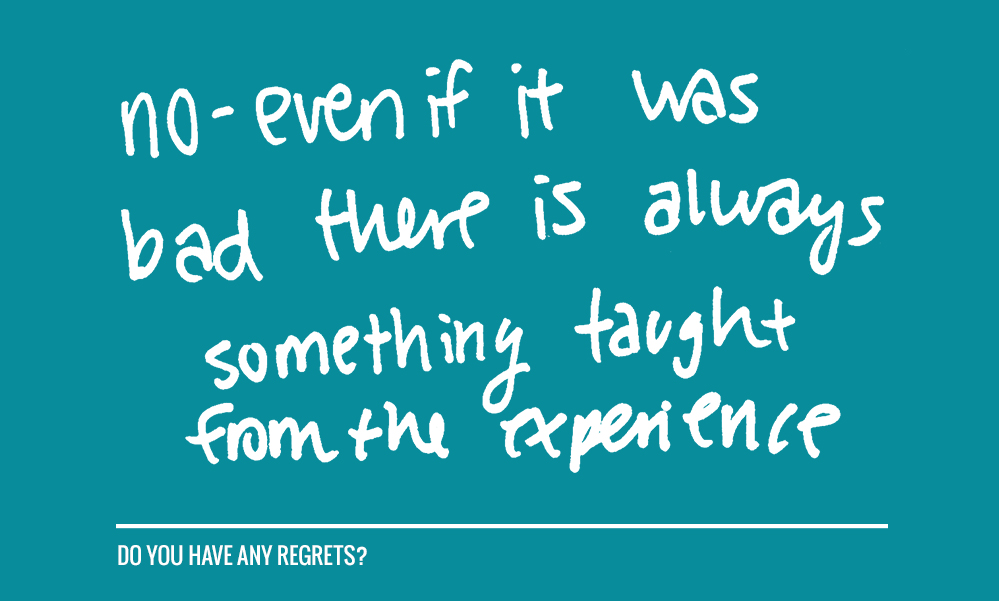 no-even if it was
bad there is always
something taught
from the experience
DO YOU HAVE ANY REGRETS?